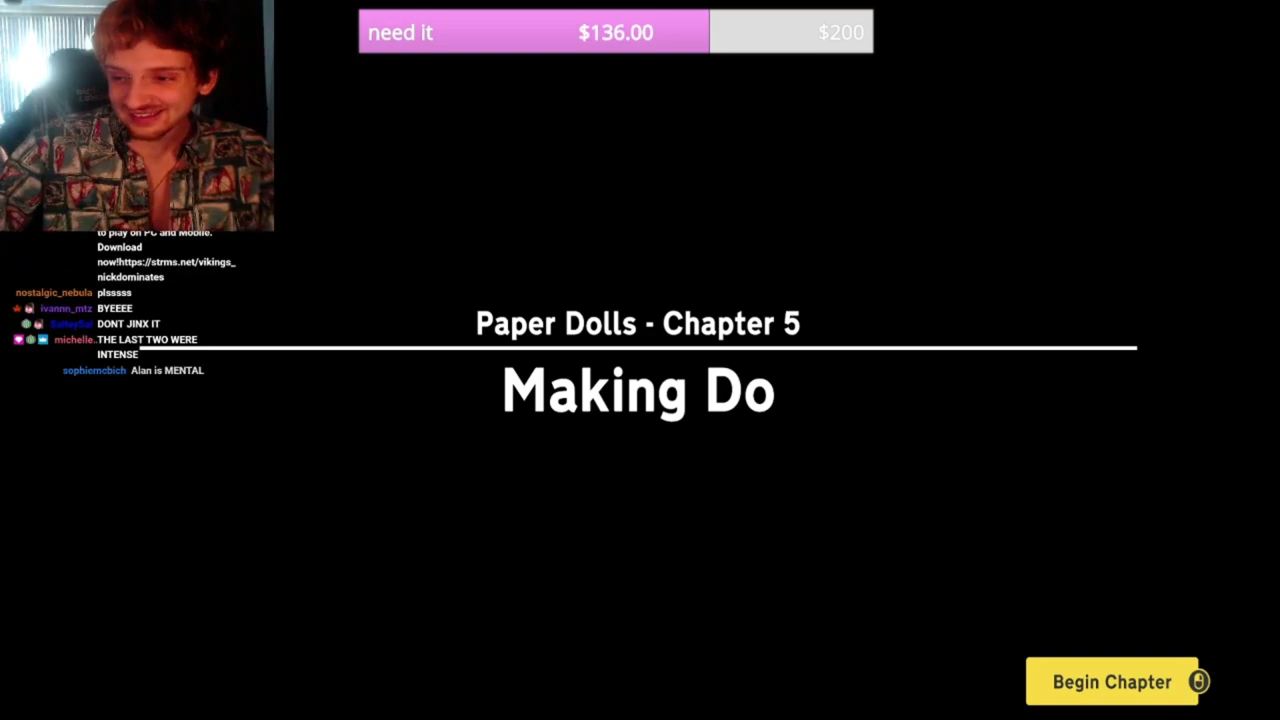 need it $136.00 $200
to play on PC and Mobile.
Download
now!https://strms.net/vikings_
nickdominates
nostalgic_nebula plsssss
ivannn_mtz BYEEEE
SalteySal DONT JINX IT
michelle.. THE LAST TWO WERE
INTENSE
sophiemcbich Alan is MENTAL
Paper Dolls - Chapter 5
Making Do
Begin Chapter